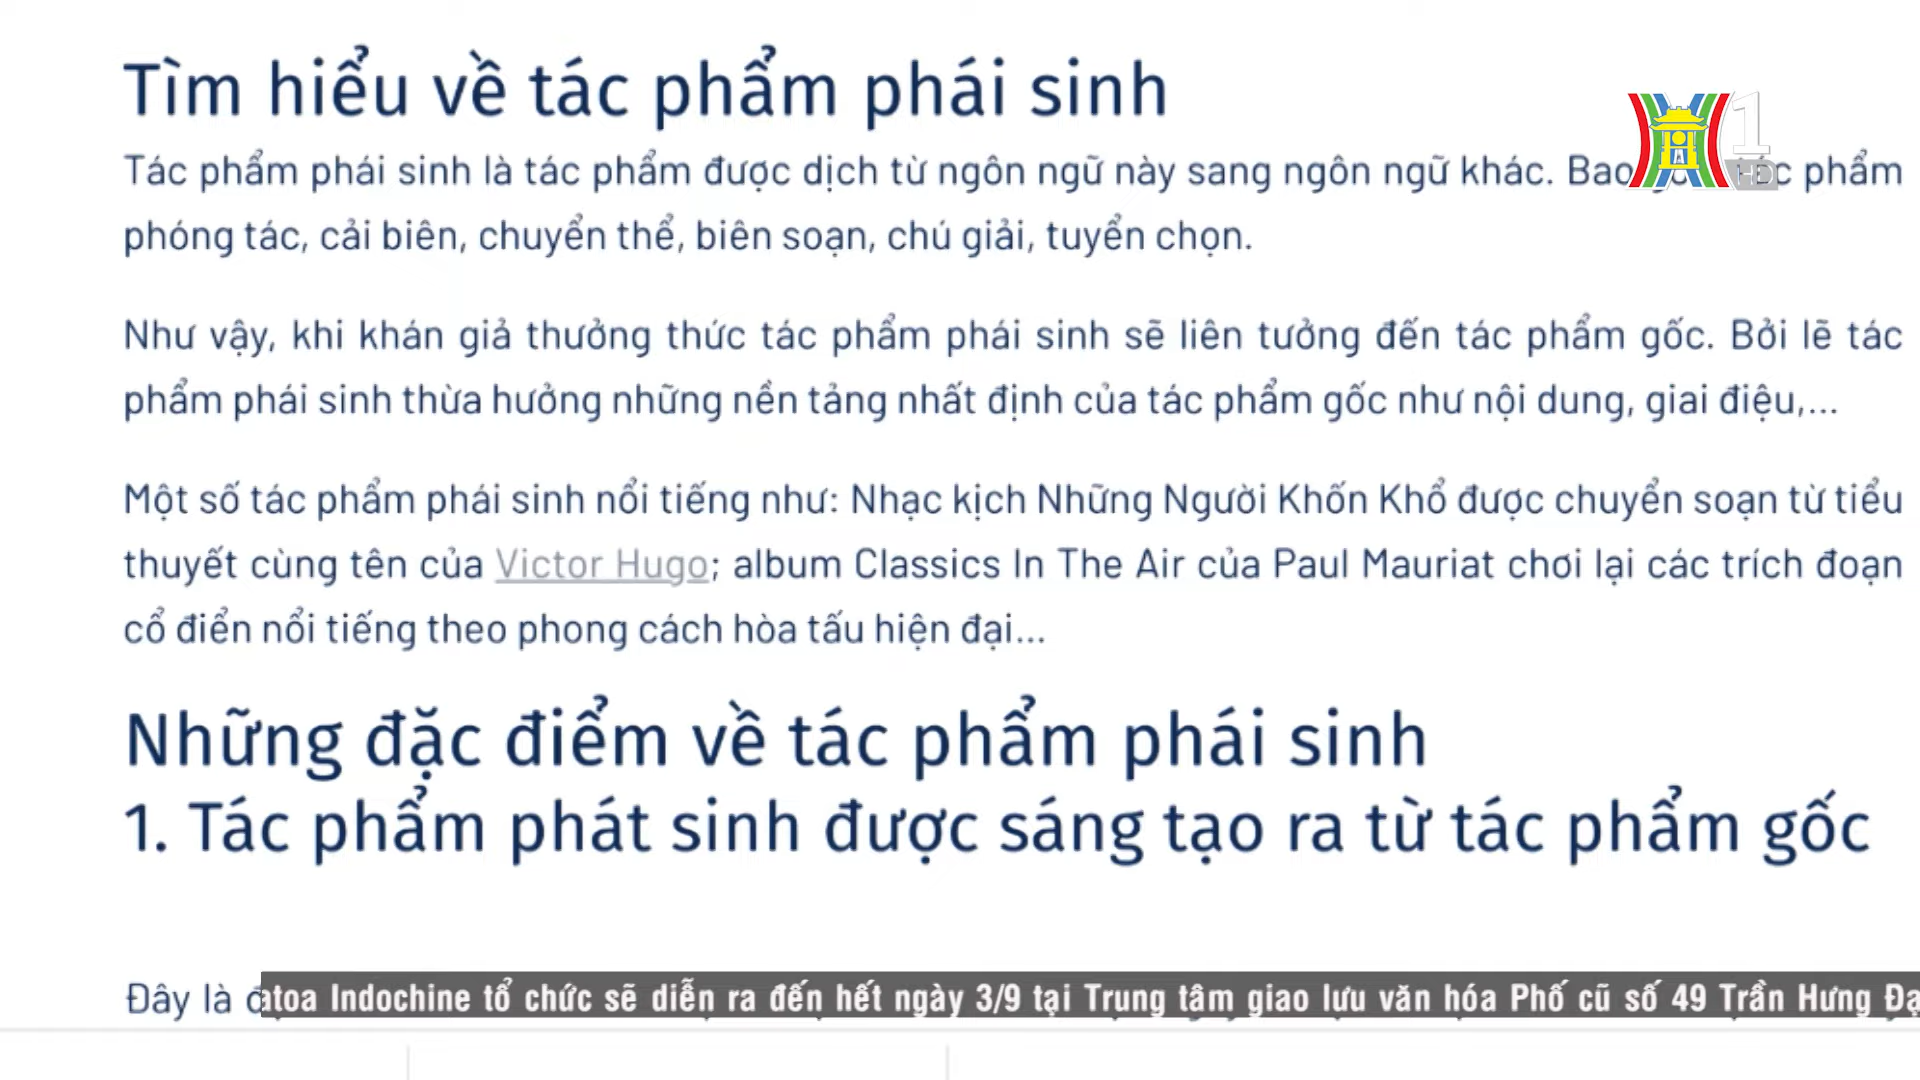 Tìm hiểu về tác phẩm phái sinh
1
HD
Tác phẩm phái sinh là tác phẩm được dịch từ ngôn ngữ này sang ngôn ngữ khác. Bao phẩm
phóng tác, cải biên, chuyển thể, biên soạn, chú giải, tuyển chọn.
Như vậy, khi khán giả thưởng thức tác phẩm phái sinh sẽ liên tưởng đến tác phẩm gốc. Bởi lẽ tác
phẩm phái sinh thừa hưởng những nền tảng nhất định của tác phẩm gốc như nội dung, giai điệu,...
Một số tác phẩm phái sinh nổi tiếng như: Nhạc kịch Những Người Khốn Khổ được chuyển soạn từ tiểu
thuyết cùng tên của Victor Hugo; album Classics In The Air của Paul Mauriat chơi lại các trích đoạn
cổ điển nổi tiếng theo phong cách hòa tấu hiện đại...
Những đặc điểm về tác phẩm phái sinh
1. Tác phẩm phát sinh được sáng tạo ra từ tác phẩm gốc
Đây là
atoa Indochine tổ chức sẽ diễn ra đến hết ngày 3/9 tại Trung tâm giao lưu văn hóa Phố cũ số 49 Trần Hưng Đạ